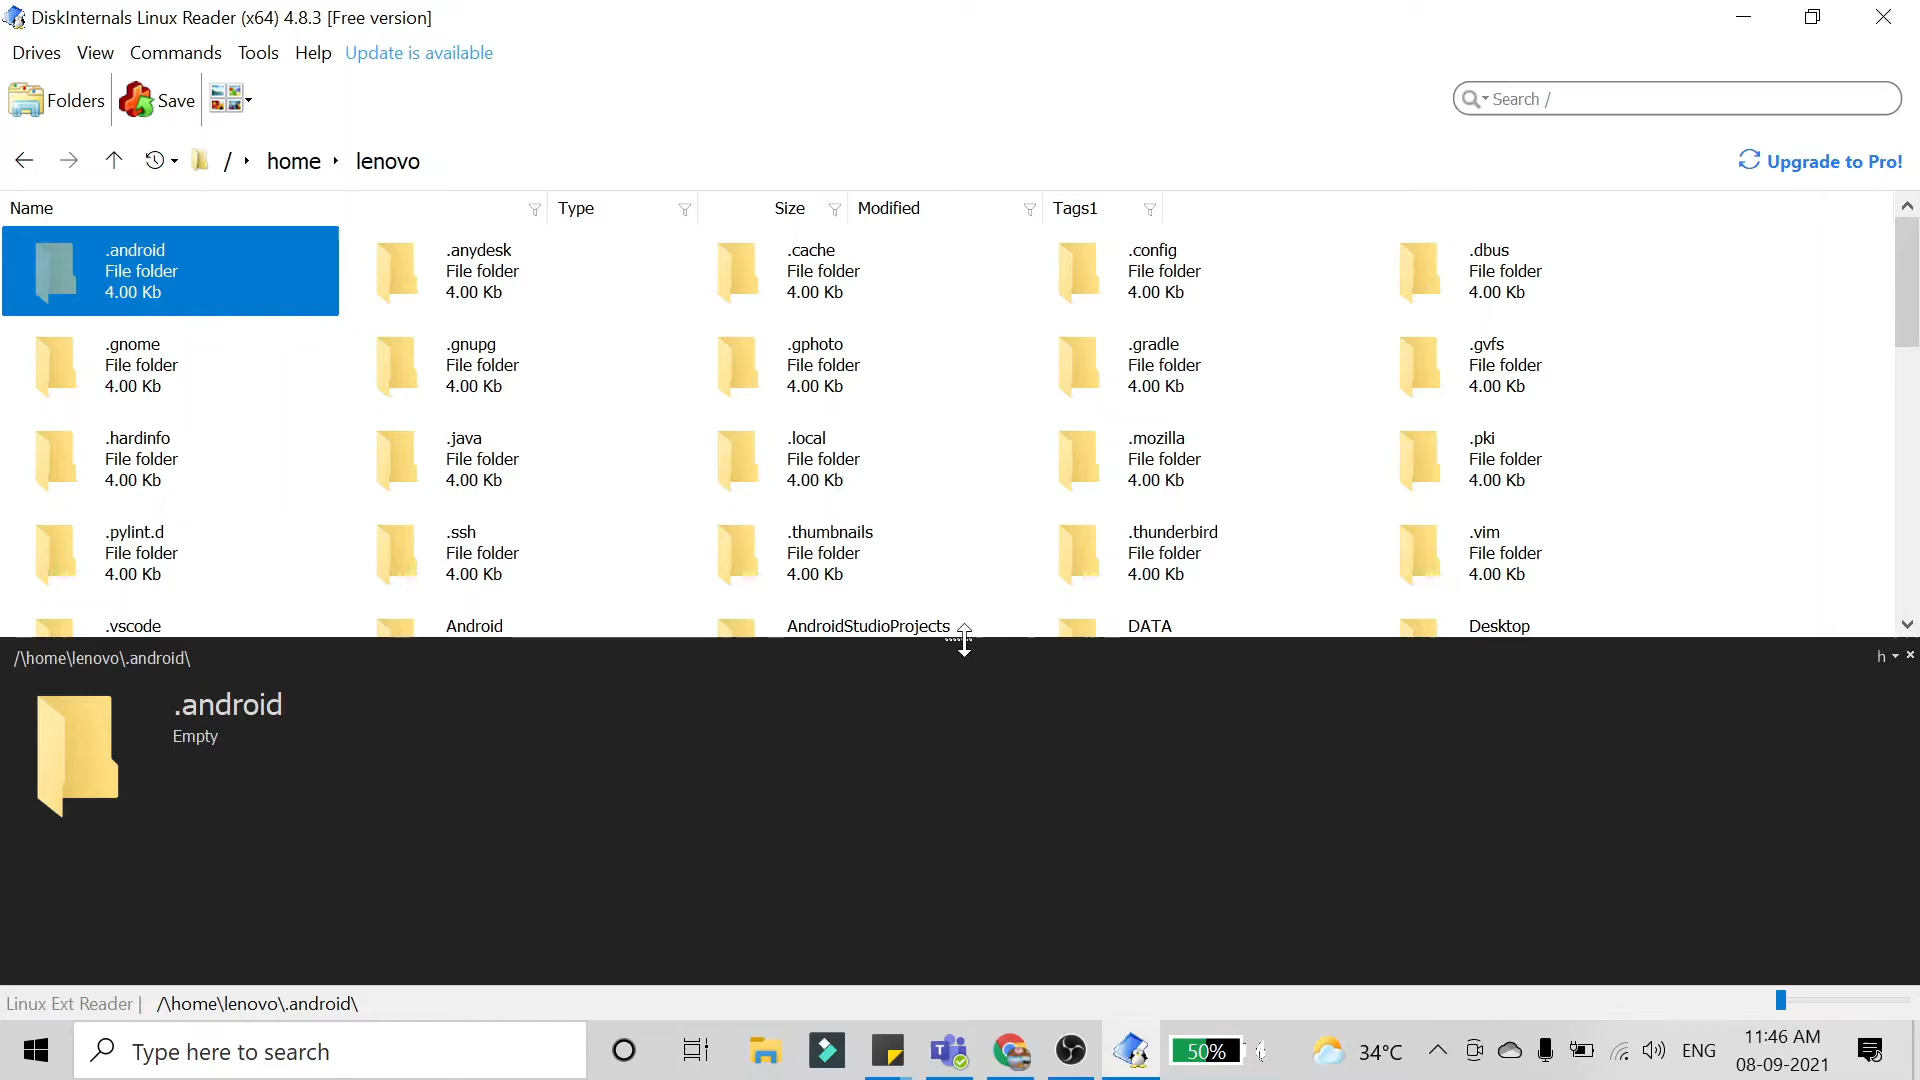 DiskInternals Linux Reader (x64) 4.8.3 [Free version]
Drives View Commands Tools Help Update is available
Folders Save Search /
/ home lenovo Upgrade to Pro!
Name Type Size Modified Tags1
.android .anydesk .cache .config .dbus
File folder File folder File folder File folder File folder
4.00 Kb 4.00 Kb 4.00 Kb 4.00 Kb 4.00 Kb
.gnome .gnupg .gphoto .gradle .gvfs
File folder File folder File folder File folder File folder
4.00 Kb 4.00 Kb 4.00 Kb 4.00 Kb 4.00 Kb
.hardinfo .java .local .mozilla .pki
File folder File folder File folder File folder File folder
4.00 Kb 4.00 Kb 4.00 Kb 4.00 Kb 4.00 Kb
.pylint.d .ssh .thumbnails .thunderbird .vim
File folder File folder File folder File folder File folder
4.00 Kb 4.00 Kb 4.00 Kb 4.00 Kb 4.00 Kb
.vscode Android AndroidStudioProjects DATA Desktop
/\home\lenovo\.android\ h
.android
Empty
Linux Ext Reader | /\home\lenovo\.android\
Type here to search 50% 34°C ENG 11:46 AM
08-09-2021